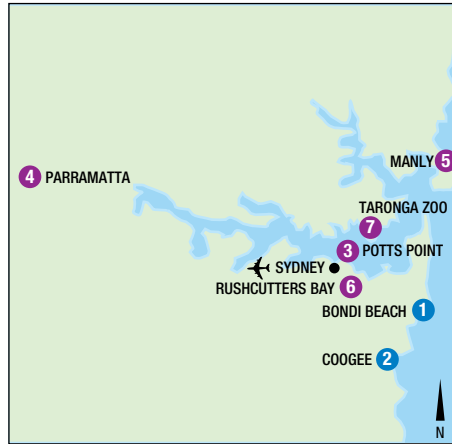 MANLY 5
4 PARRAMATTA
TARONGA ZOO
7
3 POTTS POINT
SYDNEY
RUSHCUTTERS BAY 6
BONDI BEACH 1
COOGEE 2
N